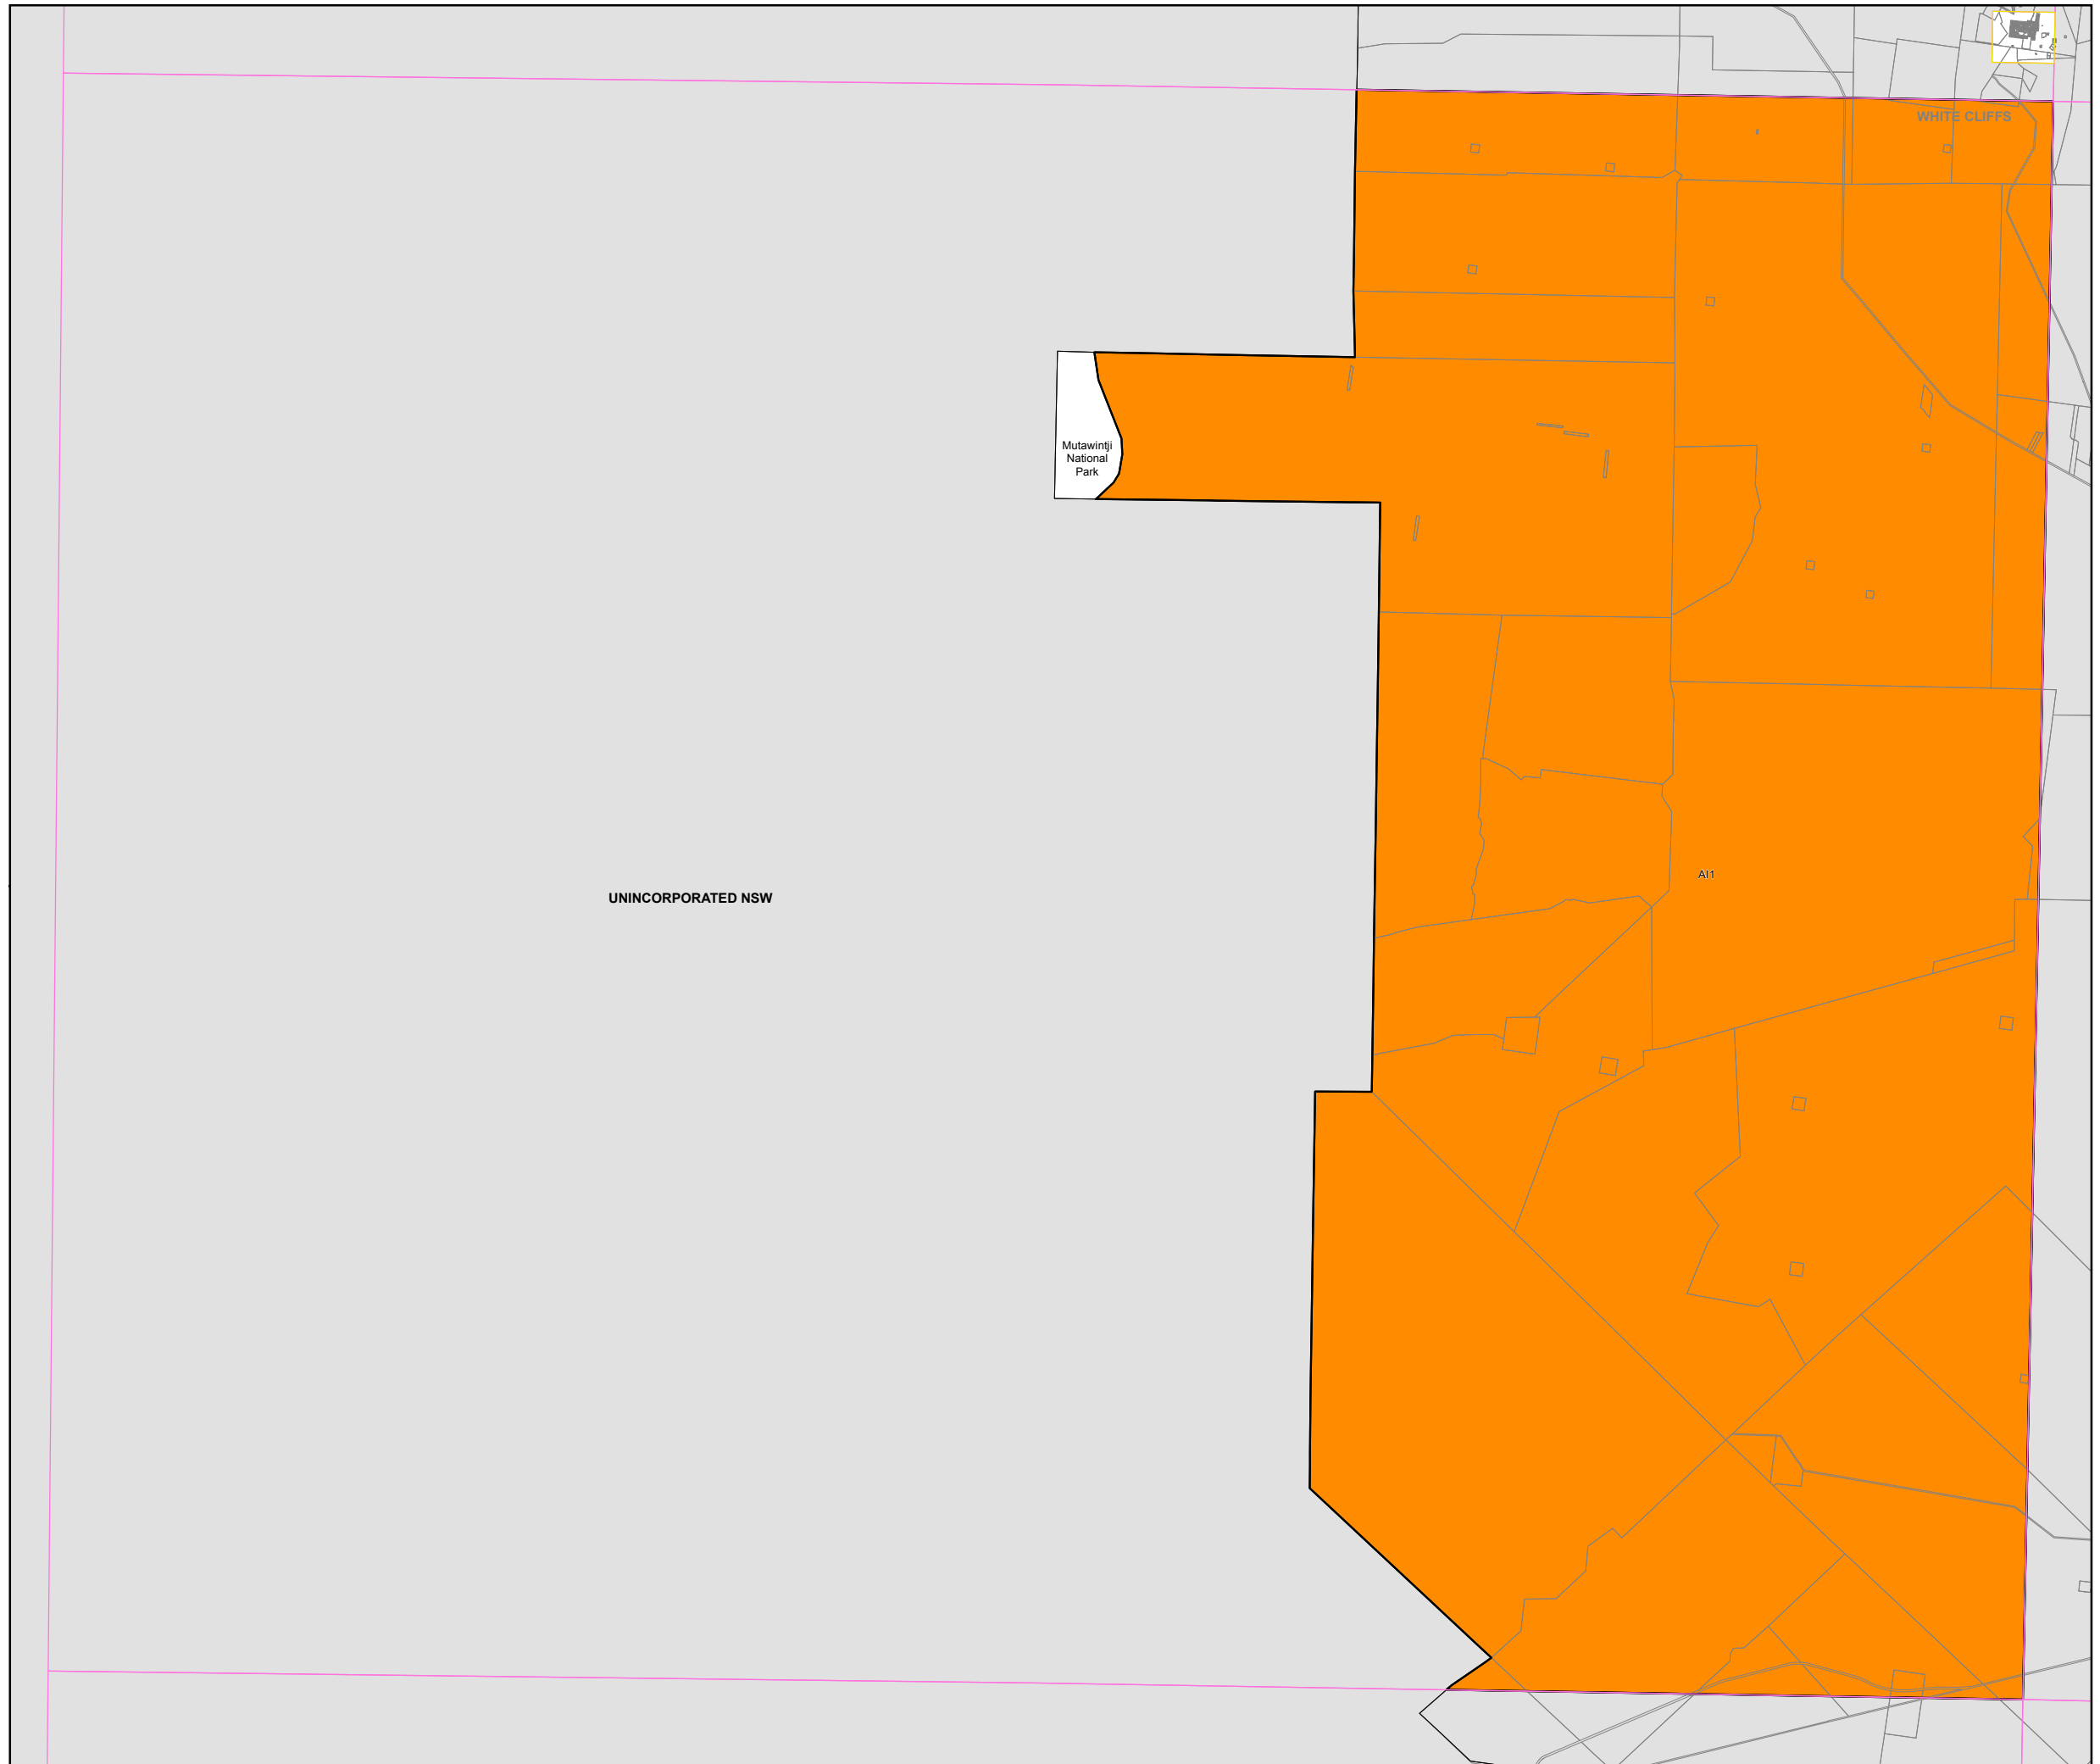 WHITE CLIFFS
Mutawintji
National
Park
AI1
UNINCORPORATED NSW